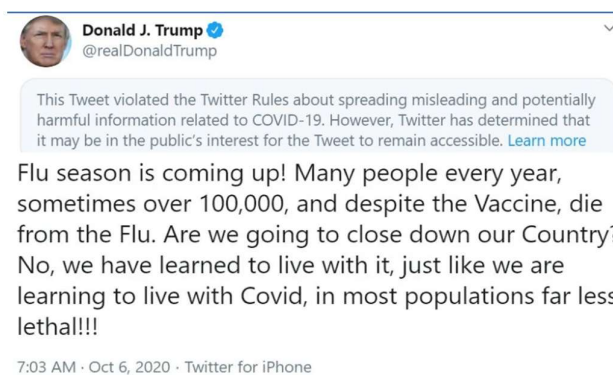 Donald J. Trump
@realDonaldTrump
This Tweet violated the Twitter Rules about spreading misleading and potentially
harmful information related to COVID-19. However, Twitter has determined that
it may be in the public's interest for the Tweet to remain accessible. Learn more
Flu season is coming up! Many people every year,
sometimes over 100,000, and despite the Vaccine, die
from the Flu. Are we going to close down our Country?
No, we have learned to live with it, just like we are
learning to live with Covid, in most populations far less
lethal!!!
7:03 AM · Oct 6, 2020 · Twitter for iPhone